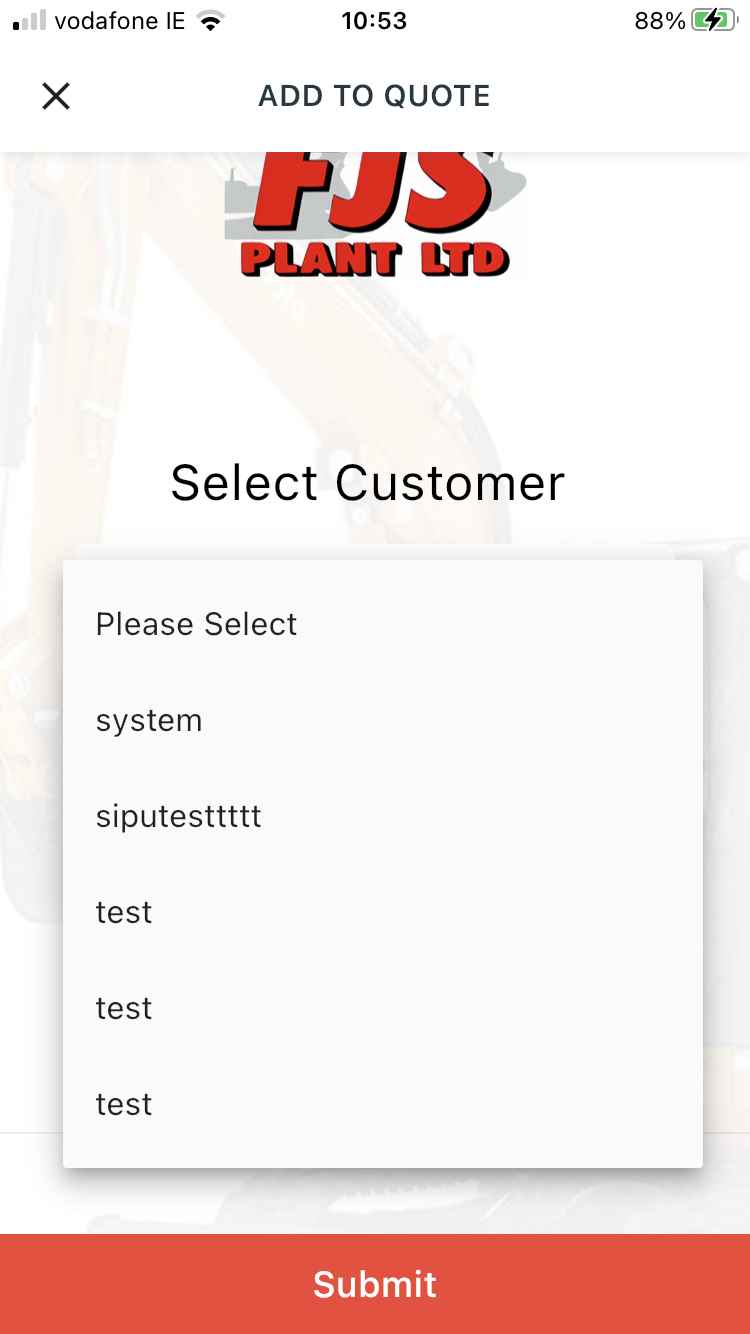 vodafone IE 10:53 88%
ADD TO QUOTE
FJS
PLANT LTD
Select Customer
Please Select
system
siputesttttt
test
test
test
Submit